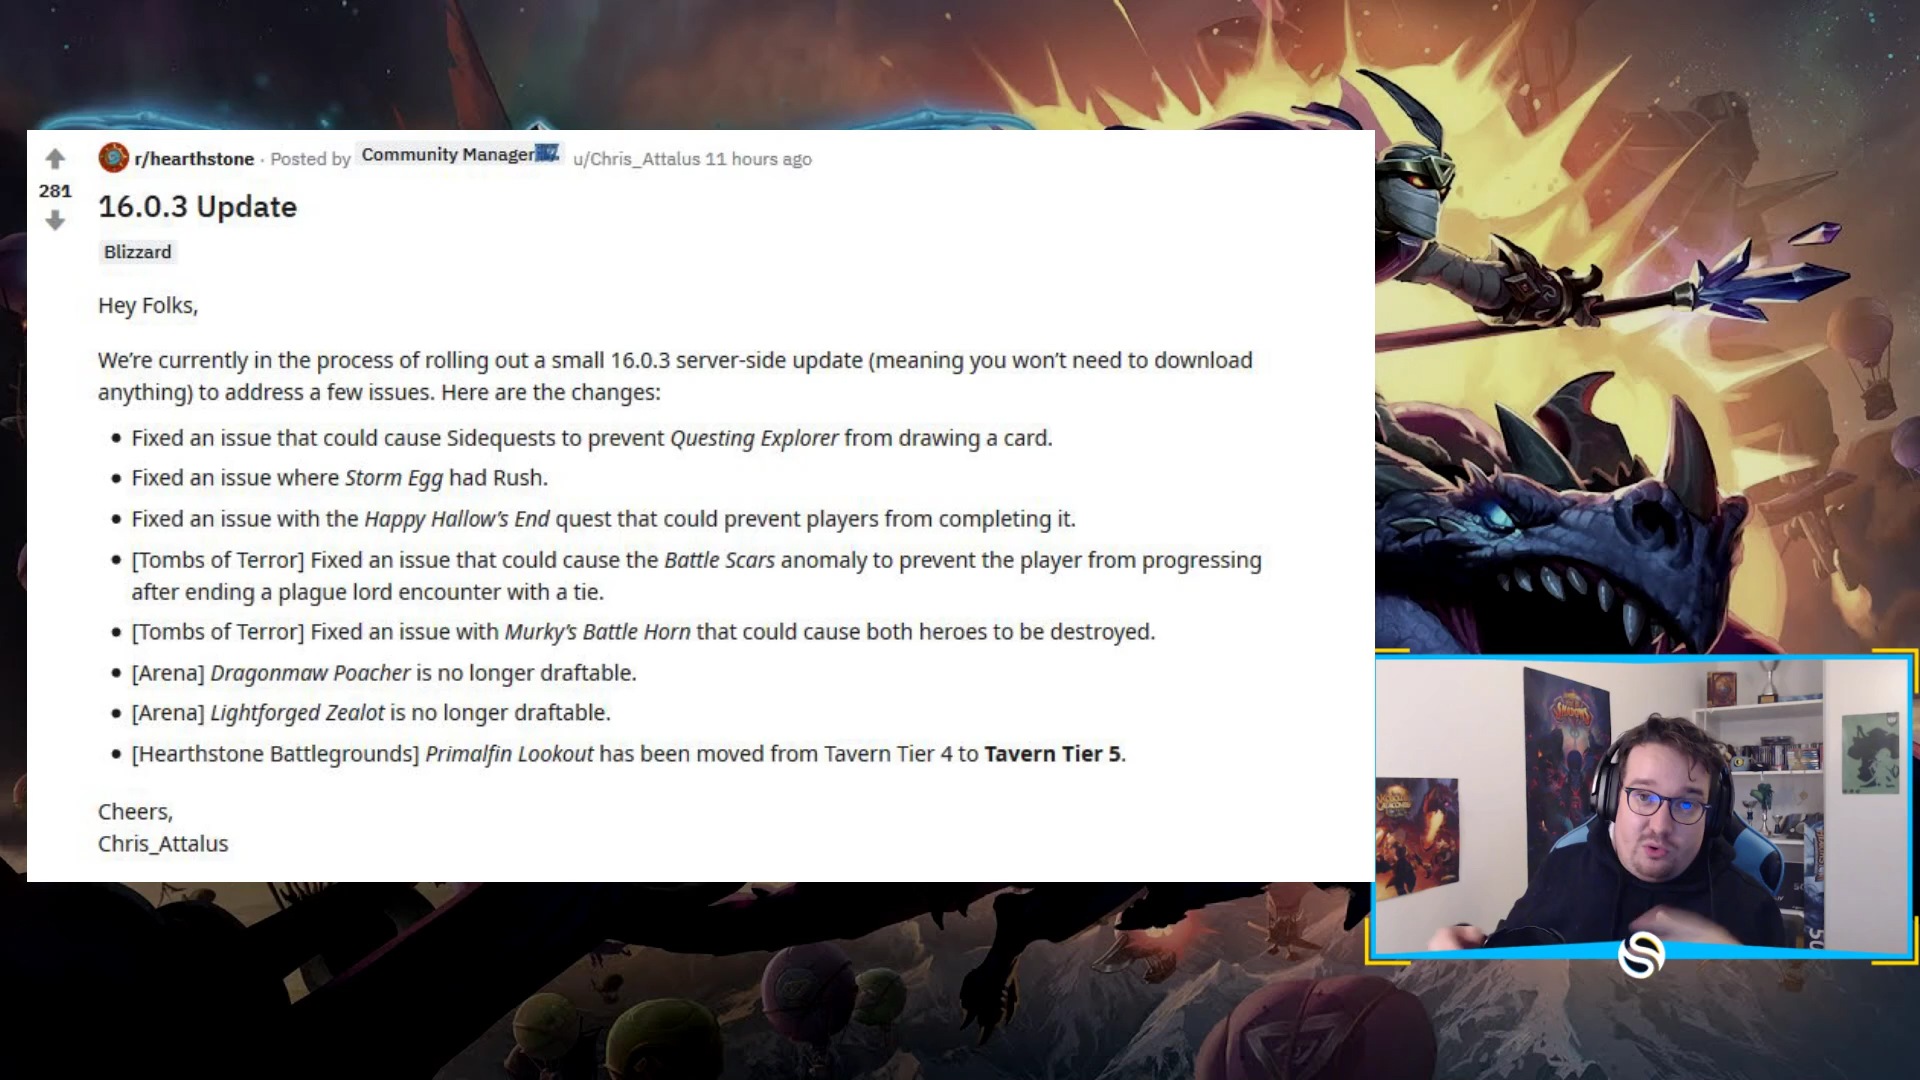 r/hearthstone · Posted by Community Manager u/Chris_Attalus 11 hours ago
281
16.0.3 Update
Blizzard
Hey Folks,
We’re currently in the process of rolling out a small 16.0.3 server-side update (meaning you won’t need to download
anything) to address a few issues. Here are the changes:
• Fixed an issue that could cause Sidequests to prevent Questing Explorer from drawing a card.
• Fixed an issue where Storm Egg had Rush.
• Fixed an issue with the Happy Hallow’s End quest that could prevent players from completing it.
• [Tombs of Terror] Fixed an issue that could cause the Battle Scars anomaly to prevent the player from progressing
after ending a plague lord encounter with a tie.
• [Tombs of Terror] Fixed an issue with Murky’s Battle Horn that could cause both heroes to be destroyed.
• [Arena] Dragonmaw Poacher is no longer draftable.
• [Arena] Lightforged Zealot is no longer draftable.
• [Hearthstone Battlegrounds] Primalfin Lookout has been moved from Tavern Tier 4 to Tavern Tier 5.
Cheers,
Chris_Attalus
SHADOWS